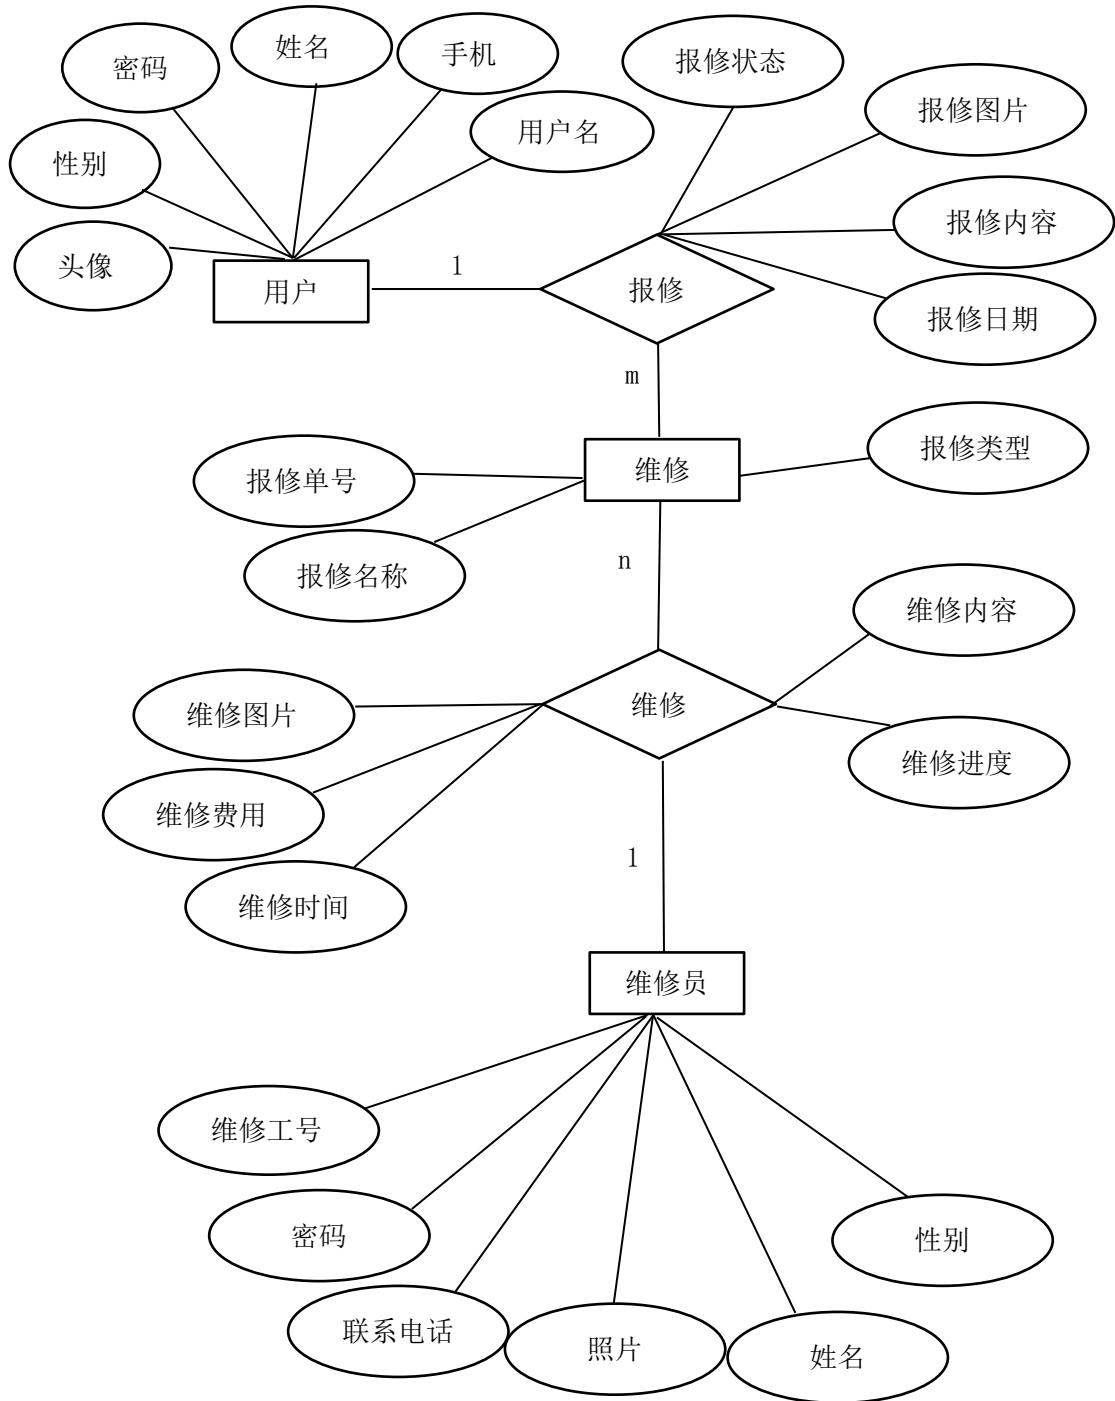 密码
姓名
手机
报修状态
报修图片
用户名
性别
报修内容
头像
用户
1
报修
报修日期
m
报修类型
报修单号
维修
报修名称
n
维修内容
维修图片
维修
维修进度
维修费用
1
维修时间
维修员
维修工号
密码
性别
联系电话
照片
姓名